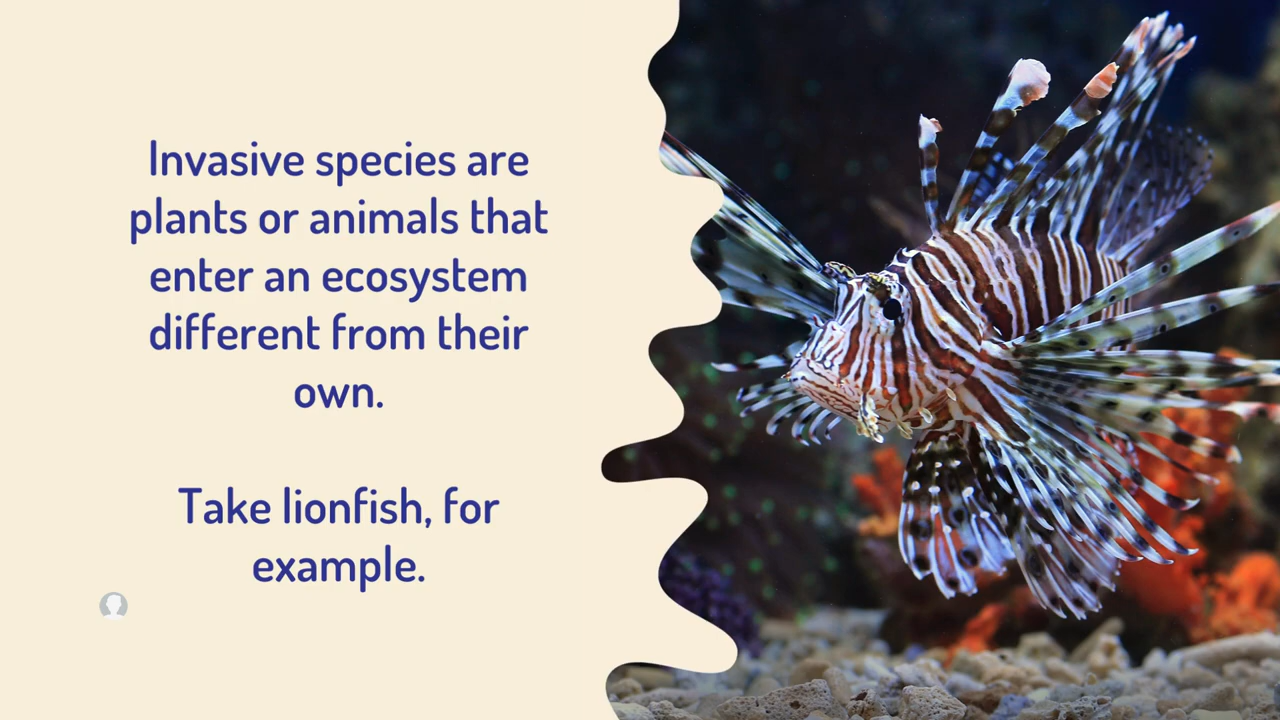 Invasive species are
plants or animals that
enter an ecosystem
different from their
own.
Take lionfish, for
example.